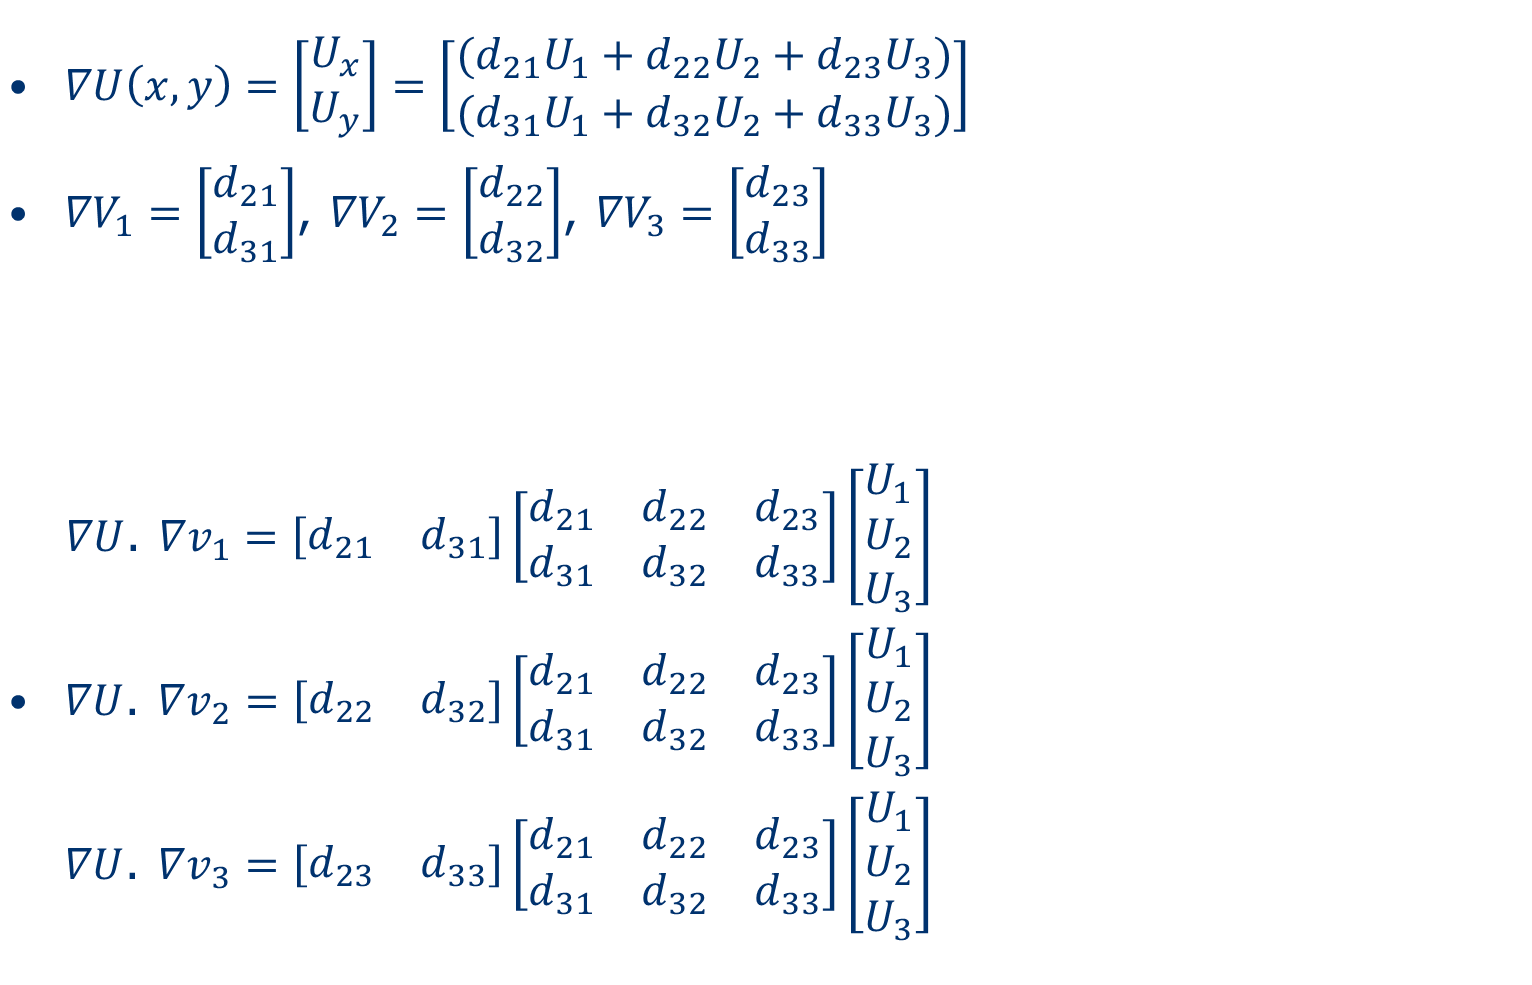 • ∇U(x, y) = [U_x; U_y] = [(d_21 U_1 + d_22 U_2 + d_23 U_3); (d_31 U_1 + d_32 U_2 + d_33 U_3)]
• ∇V_1 = [d_21; d_31], ∇V_2 = [d_22; d_32], ∇V_3 = [d_23; d_33]
∇U. ∇v_1 = [d_21 d_31] [d_21 d_22 d_23; d_31 d_32 d_33] [U_1; U_2; U_3]
• ∇U. ∇v_2 = [d_22 d_32] [d_21 d_22 d_23; d_31 d_32 d_33] [U_1; U_2; U_3]
∇U. ∇v_3 = [d_23 d_33] [d_21 d_22 d_23; d_31 d_32 d_33] [U_1; U_2; U_3]